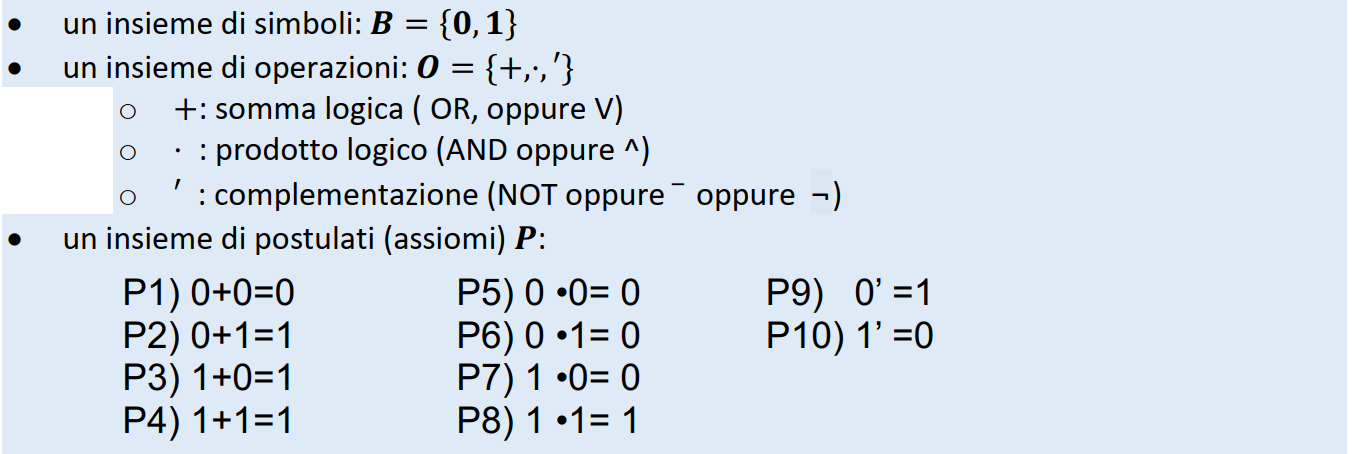 • un insieme di simboli: B = {0, 1}
• un insieme di operazioni: O = {+,·,′}
○ +: somma logica ( OR, oppure V)
○ · : prodotto logico (AND oppure ^)
○ ′ : complementazione (NOT oppure ¯ oppure ¬)
• un insieme di postulati (assiomi) P:
P1) 0+0=0 P5) 0 •0= 0 P9) 0’ =1
P2) 0+1=1 P6) 0 •1= 0 P10) 1’ =0
P3) 1+0=1 P7) 1 •0= 0
P4) 1+1=1 P8) 1 •1= 1